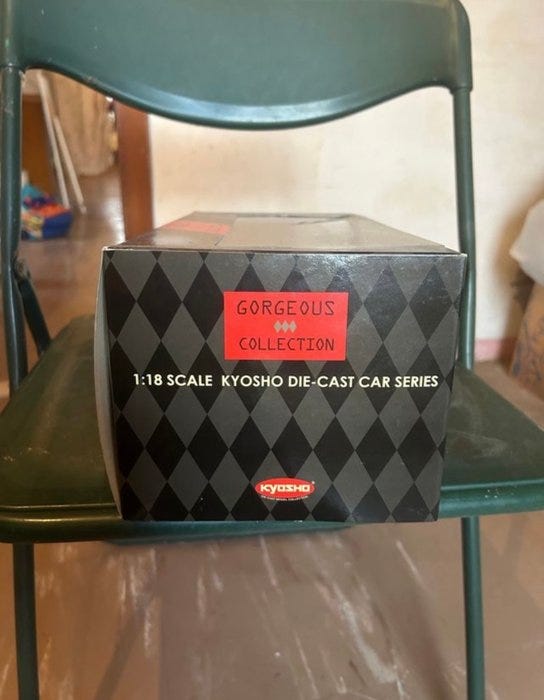 GORGEOUS
COLLECTION
1:18 SCALE KYOSHO DIE-CAST CAR SERIES
KYOSHO